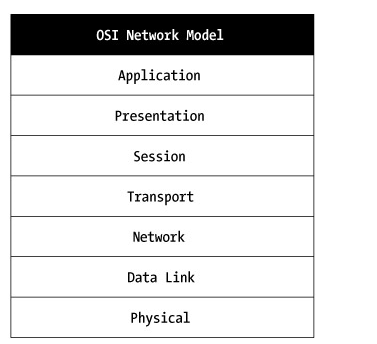 OSI Network Model
Application
Presentation
Session
Transport
Network
Data Link
Physical